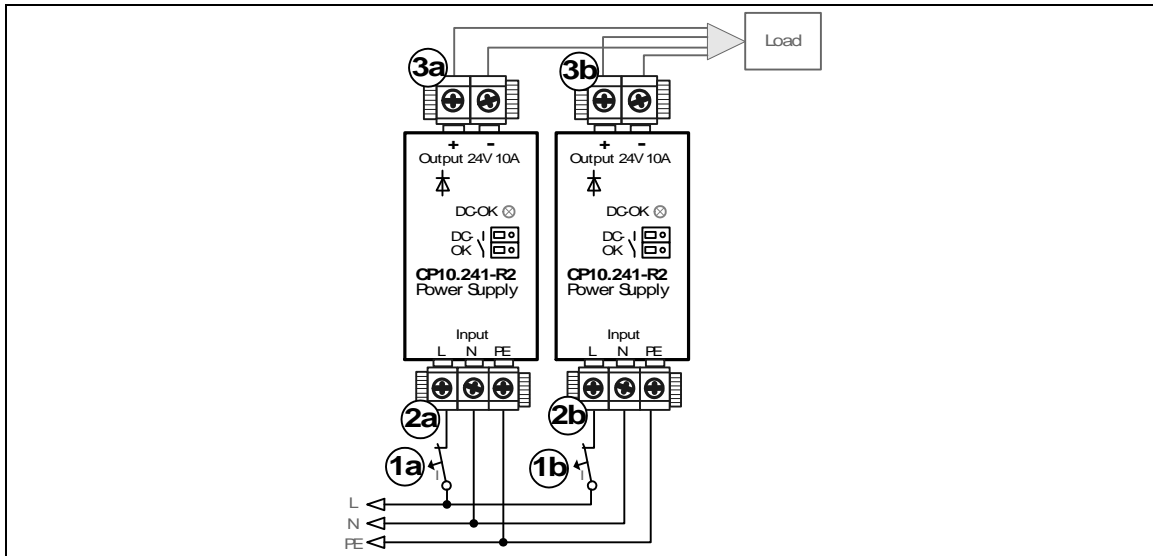 Load
3a
3b
+ -
Output 24V 10A
DC-OK
DC-
OK
CP10.241-R2
Power Supply
Input
L N PE
+ -
Output 24V 10A
DC-OK
DC-
OK
CP10.241-R2
Power Supply
Input
L N PE
2a
2b
1a
I
1b
I
L
N
PE